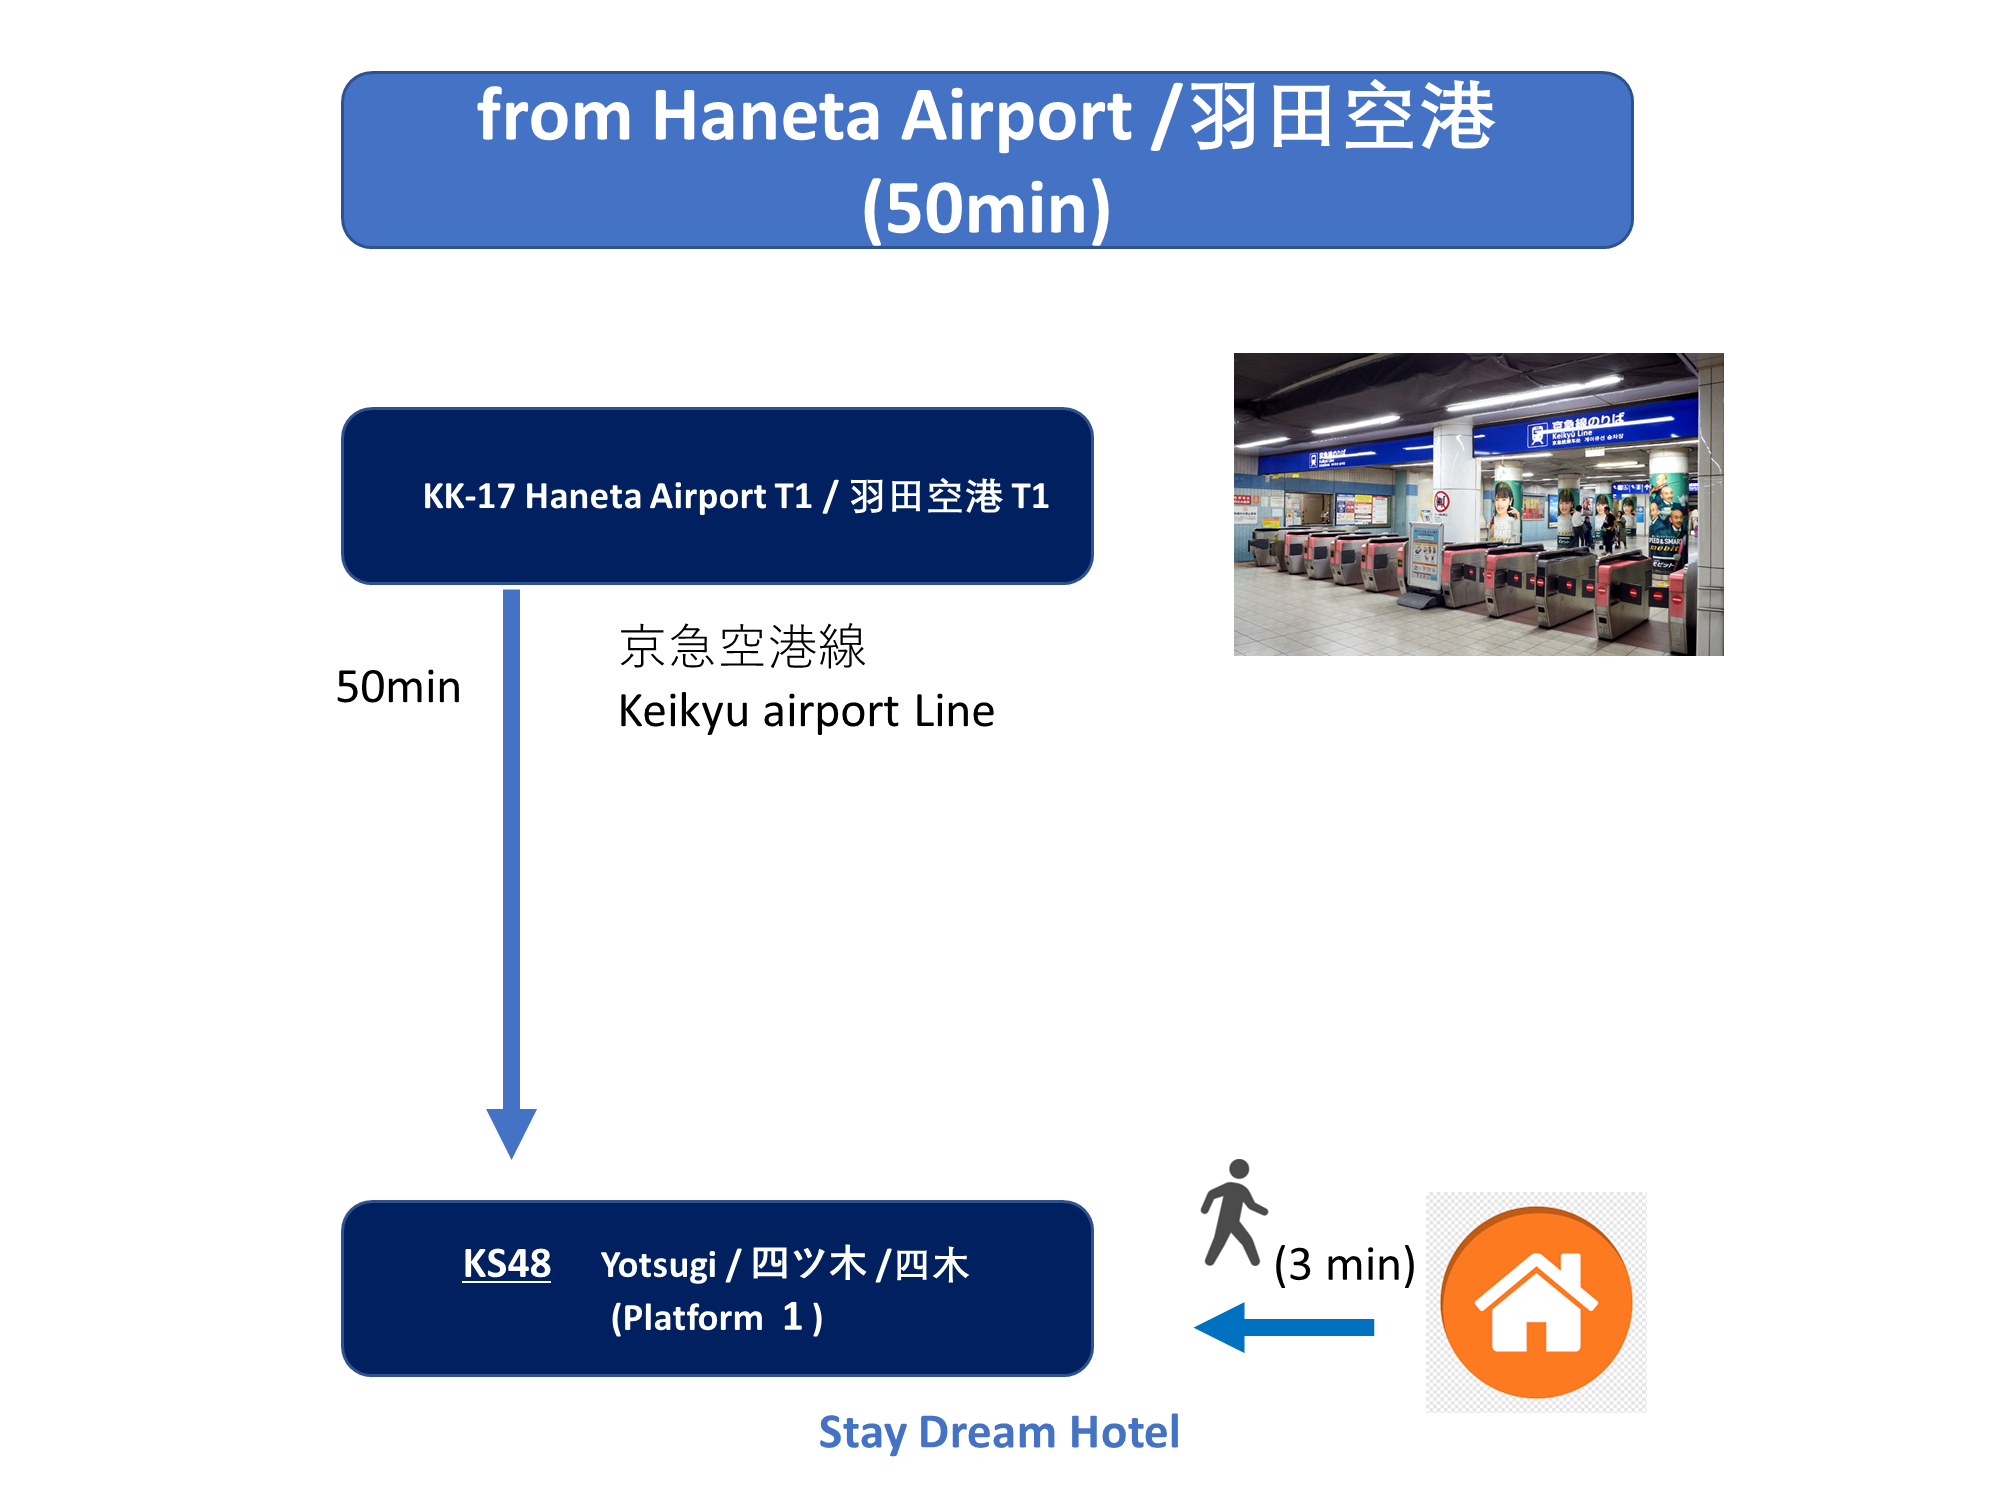 from Haneta Airport /羽田空港
(50min)
京急線のりば
Keikyu Line
KK-17 Haneta Airport T1 / 羽田空港 T1
50min
京急空港線
Keikyu airport Line
KS48 Yotsugi / 四ツ木 /四木
(Platform １)
(3 min)
Stay Dream Hotel